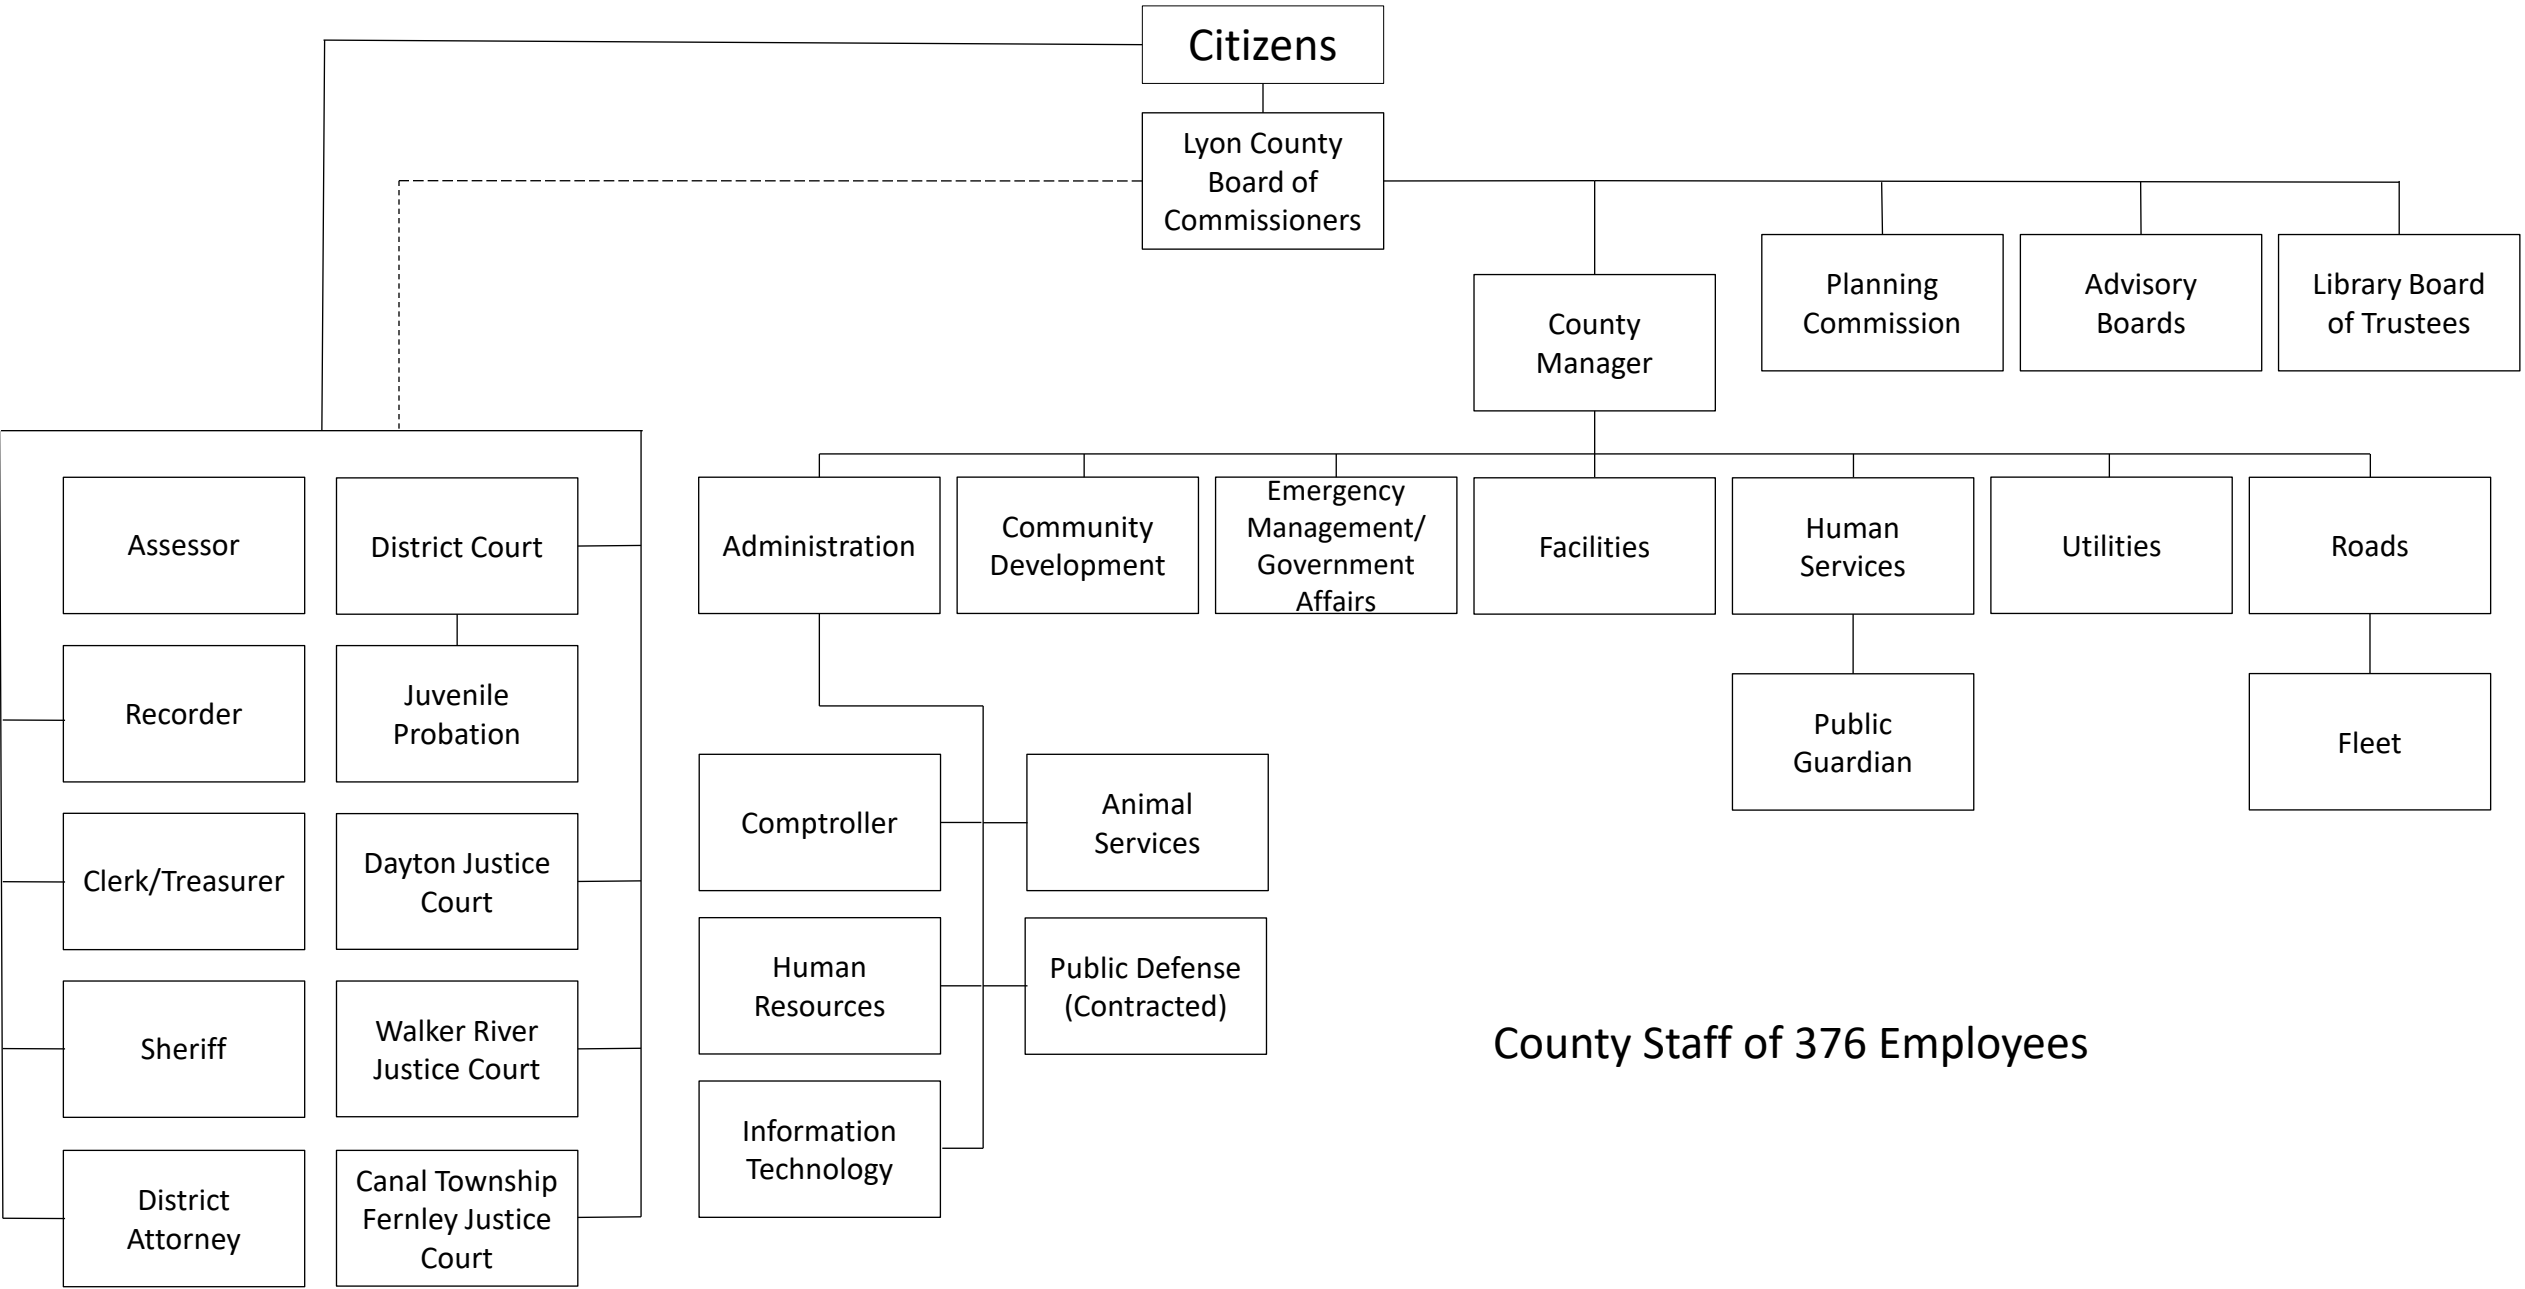 Citizens
Lyon County
Board of
Commissioners
County
Manager
Planning
Commission
Advisory
Boards
Library Board
of Trustees
Assessor
District Court
Recorder
Juvenile
Probation
Clerk/Treasurer
Dayton Justice
Court
Sheriff
Walker River
Justice Court
District
Attorney
Canal Township
Fernley Justice
Court
Administration
Community
Development
Emergency
Management/
Government
Affairs
Facilities
Human
Services
Utilities
Roads
Public
Guardian
Fleet
Comptroller
Animal
Services
Human
Resources
Public Defense
(Contracted)
Information
Technology
County Staff of 376 Employees